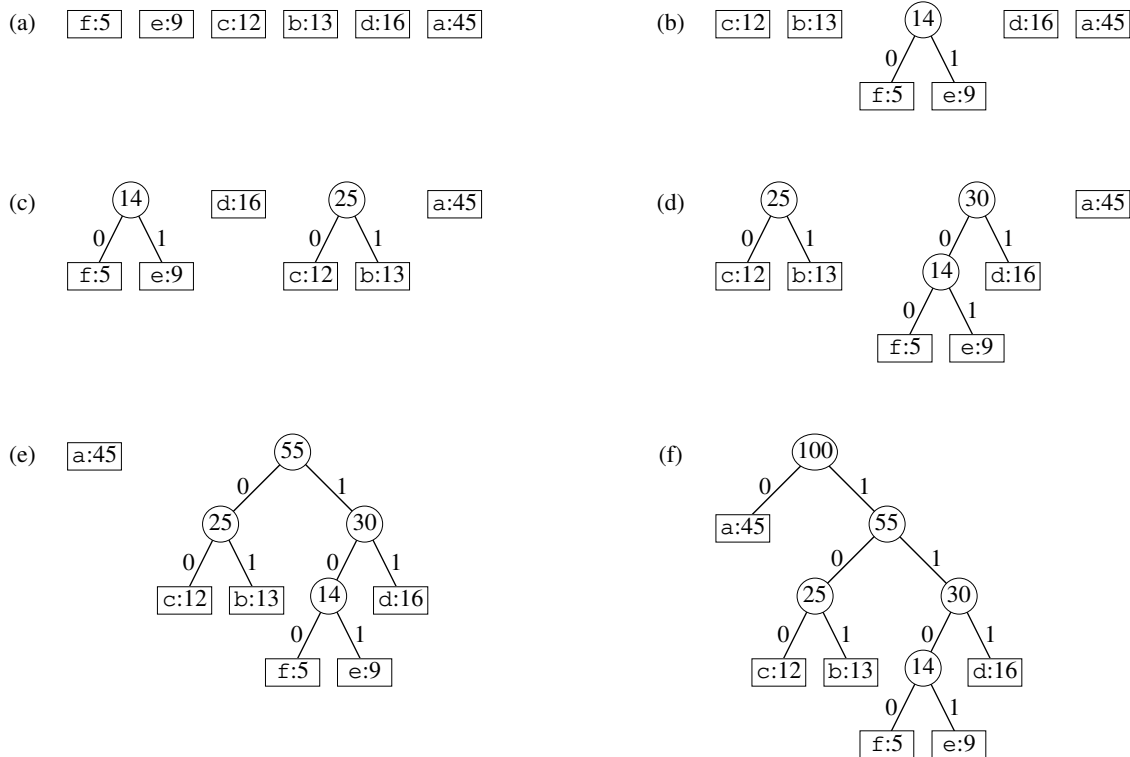 (a) f:5 e:9 c:12 b:13 d:16 a:45
(b) c:12 b:13 14 d:16 a:45
0 1
f:5 e:9
(c) 14 d:16 25 a:45
0 1 0 1
f:5 e:9 c:12 b:13
(d) 25 30 a:45
0 1 0 1
c:12 b:13 14 d:16
0 1
f:5 e:9
(e) a:45 55
0 1
25 30
0 1 0 1
c:12 b:13 14 d:16
0 1
f:5 e:9
(f) 100
0 1
a:45 55
0 1
25 30
0 1 0 1
c:12 b:13 14 d:16
0 1
f:5 e:9